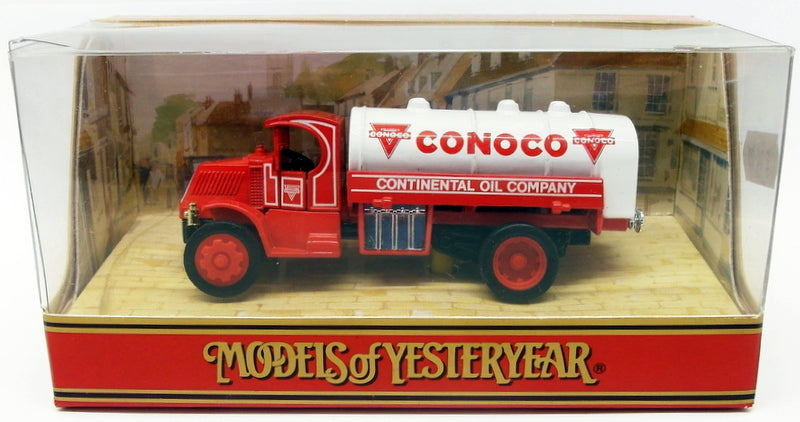 CONOCO
CONOCO
CONOCO
CONTINENTAL OIL COMPANY
MODELS of YESTERYEAR®